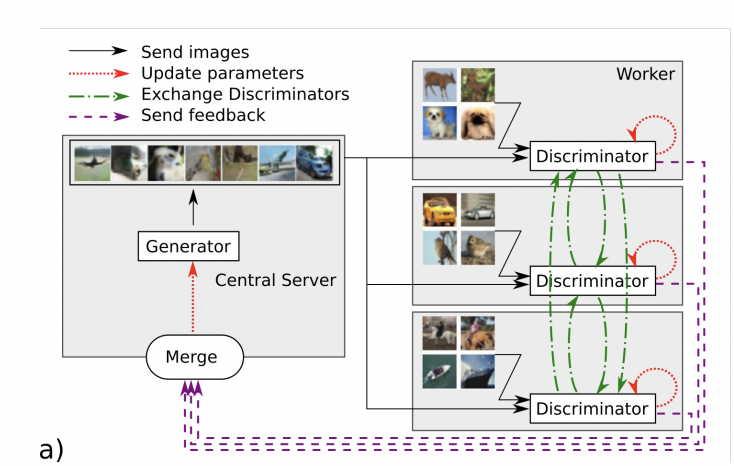 Send images
Update parameters
Exchange Discriminators
Send feedback
Worker
Discriminator
Generator
Central Server
Discriminator
Merge
Discriminator
a)